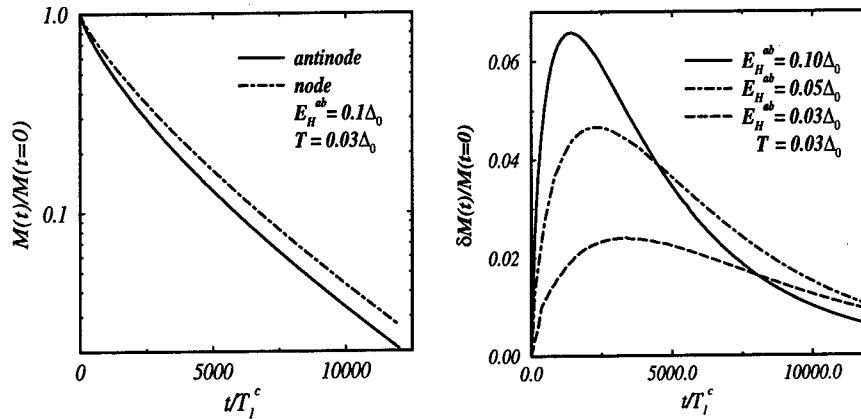 1.0
0.1
M(t)/M(t=0)
antinode
node
E_H^ab = 0.1Δ₀
T = 0.03Δ₀
0
5000
10000
t/T₁^c
0.06
0.04
0.02
0.00
δM(t)/M(t=0)
E_H^ab = 0.10Δ₀
E_H^ab = 0.05Δ₀
E_H^ab = 0.03Δ₀
T = 0.03Δ₀
0.0
5000.0
10000.0
t/T₁^c